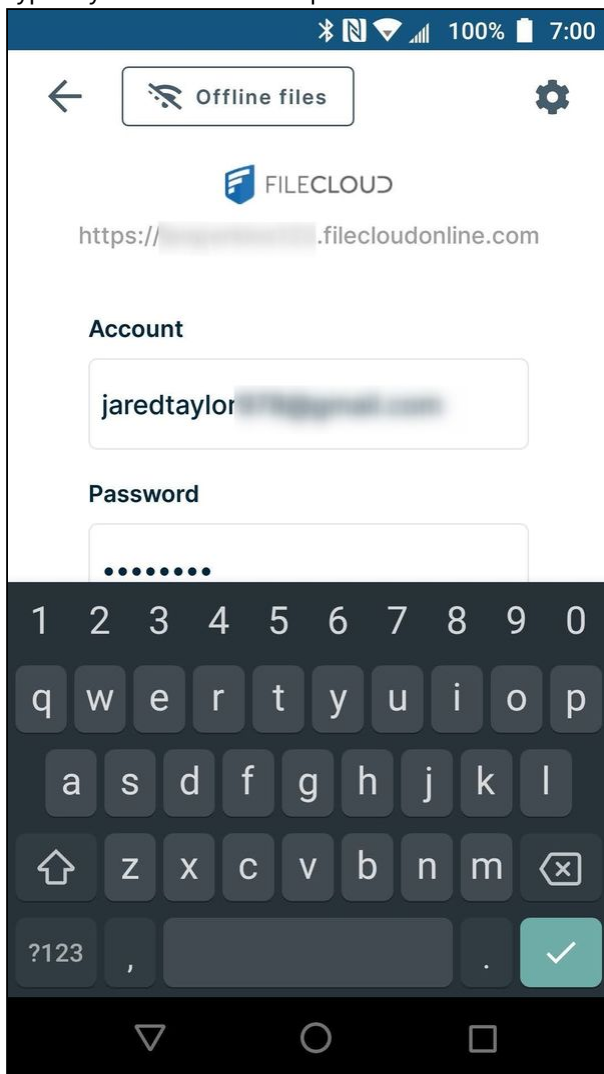 100% 7:00
Offline files
FILECLOUD
https:// .filecloudonline.com
Account
jaredtaylor
Password
1 2 3 4 5 6 7 8 9 0
q w e r t y u i o p
a s d f g h j k l
z x c v b n m
?123 , .